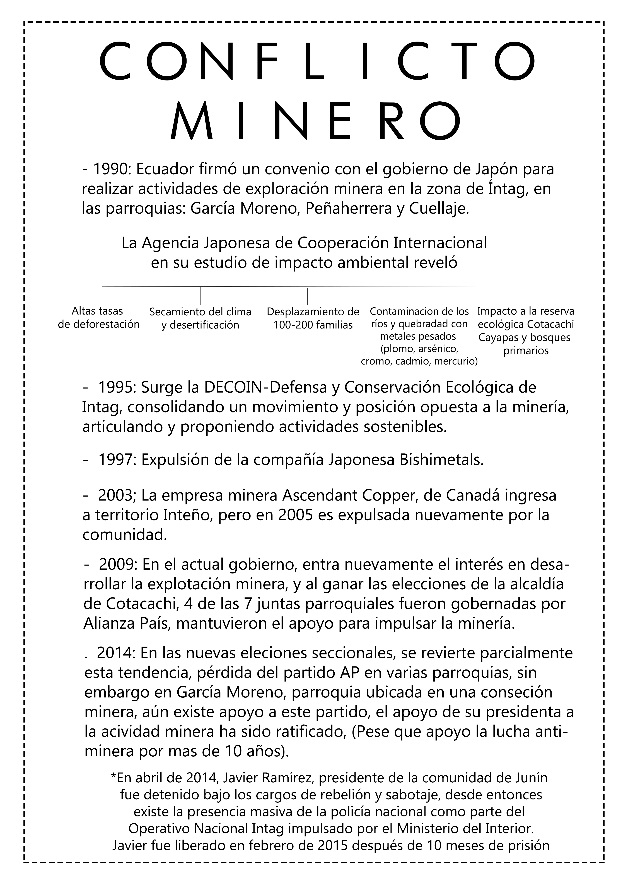 CONFLICTO
MINERO
- 1990: Ecuador firmó un convenio con el gobierno de Japón para
realizar actividades de exploración minera en la zona de Íntag, en
las parroquias: García Moreno, Peñaherrera y Cuellaje.
La Agencia Japonesa de Cooperación Internacional
en su estudio de impacto ambiental reveló
Altas tasas
de deforestación
Secamiento del clima
y desertificación
Desplazamiento de
100-200 familias
Contaminacion de los
ríos y quebradad con
metales pesados
(plomo, arsénico,
cromo, cadmio, mercurio)
Impacto a la reserva
ecológica Cotacachi
Cayapas y bosques
primarios
- 1995: Surge la DECOIN-Defensa y Conservación Ecológica de
Intag, consolidando un movimiento y posición opuesta a la minería,
articulando y proponiendo actividades sostenibles.
- 1997: Expulsión de la compañía Japonesa Bishimetals.
- 2003; La empresa minera Ascendant Copper, de Canadá ingresa
a territorio Inteño, pero en 2005 es expulsada nuevamente por la
comunidad.
- 2009: En el actual gobierno, entra nuevamente el interés en desa-
rrollar la explotación minera, y al ganar las elecciones de la alcaldía
de Cotacachi, 4 de las 7 juntas parroquiales fueron gobernadas por
Alianza País, mantuvieron el apoyo para impulsar la minería.
. 2014: En las nuevas eleciones seccionales, se revierte parcialmente
esta tendencia, pérdida del partido AP en varias parroquias, sin
embargo en García Moreno, parroquia ubicada en una conseción
minera, aún existe apoyo a este partido, el apoyo de su presidenta a
la acividad minera ha sido ratificado, (Pese que apoyo la lucha anti-
minera por mas de 10 años).
*En abril de 2014, Javier Ramírez, presidente de la comunidad de Junín
fue detenido bajo los cargos de rebelión y sabotaje, desde entonces
existe la presencia masiva de la policía nacional como parte del
Operativo Nacional Intag impulsado por el Ministerio del Interior.
Javier fue liberado en febrero de 2015 después de 10 meses de prisión